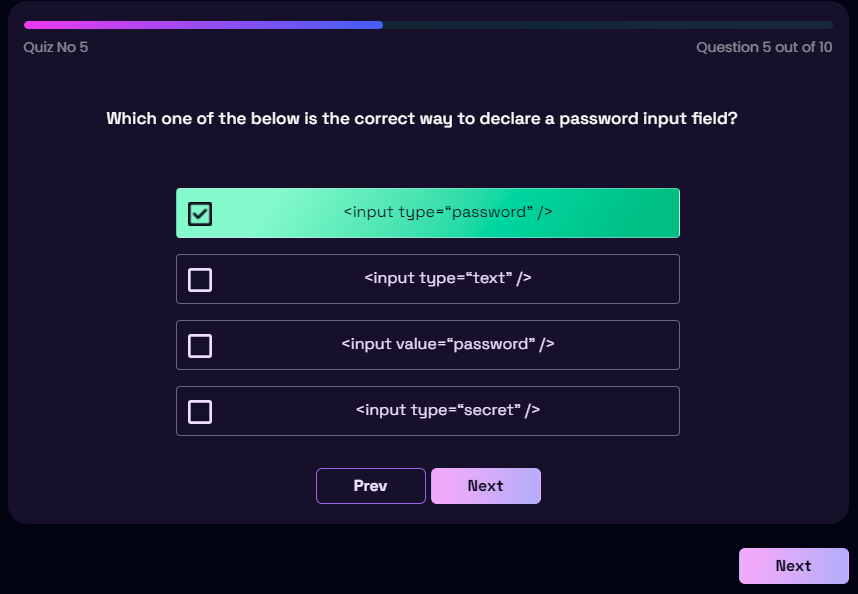 Quiz No 5
Question 5 out of 10
Which one of the below is the correct way to declare a password input field?
<input type=“password” />
<input type=“text” />
<input value=“password” />
<input type=“secret” />
Prev
Next
Next